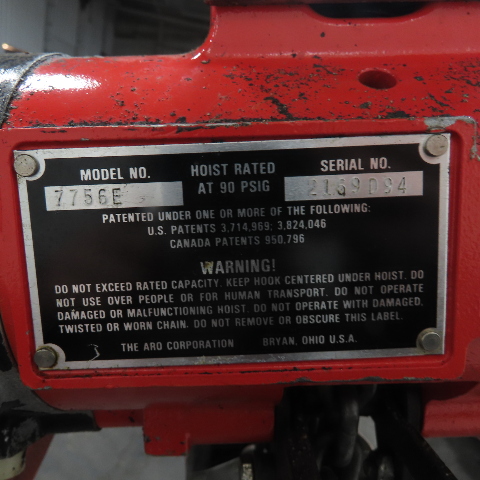 MODEL NO. HOIST RATED SERIAL NO.
7756E AT 90 PSIG
PATENTED UNDER ONE OR MORE OF THE FOLLOWING:
U.S. PATENTS 3,714,969; 3,824,046
CANADA PATENTS 950,796
WARNING!
DO NOT EXCEED RATED CAPACITY. KEEP HOOK CENTERED UNDER HOIST. DO
NOT USE OVER PEOPLE OR FOR HUMAN TRANSPORT. DO NOT OPERATE
DAMAGED OR MALFUNCTIONING HOIST. DO NOT OPERATE WITH DAMAGED,
TWISTED OR WORN CHAIN. DO NOT REMOVE OR OBSCURE THIS LABEL.
THE ARO CORPORATION BRYAN, OHIO U.S.A.